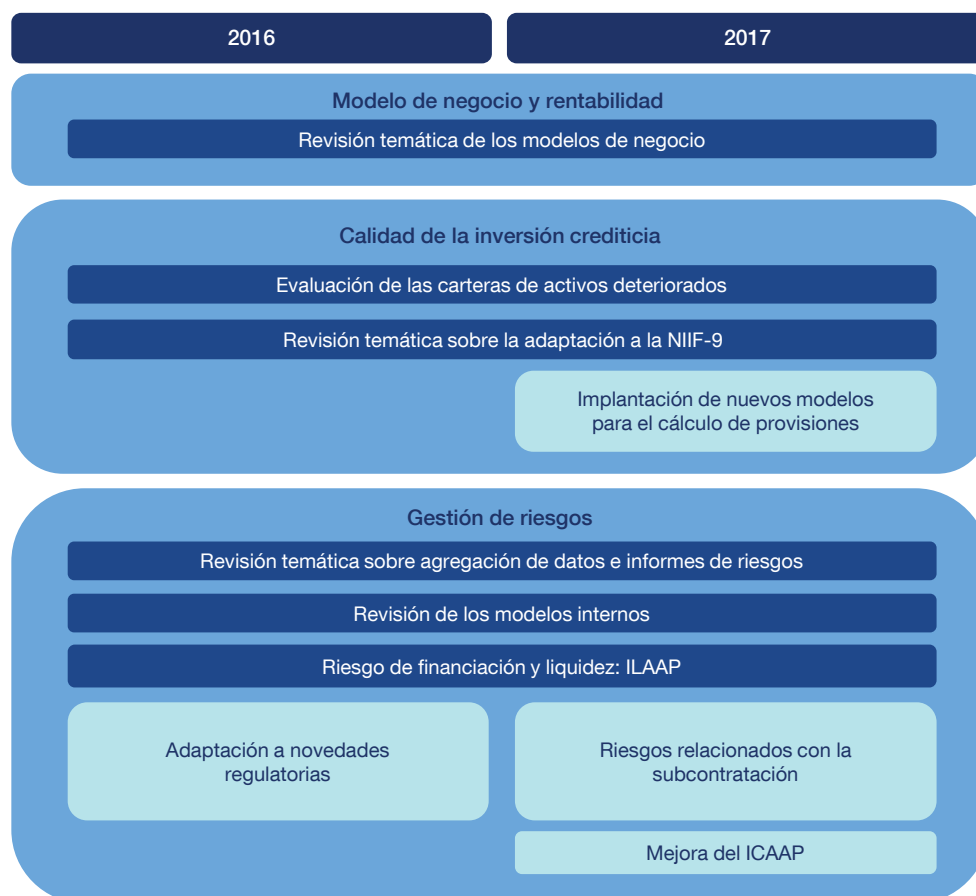 2016
2017
Modelo de negocio y rentabilidad
Revisión temática de los modelos de negocio
Calidad de la inversión crediticia
Evaluación de las carteras de activos deteriorados
Revisión temática sobre la adaptación a la NIIF-9
Implantación de nuevos modelos
para el cálculo de provisiones
Gestión de riesgos
Revisión temática sobre agregación de datos e informes de riesgos
Revisión de los modelos internos
Riesgo de financiación y liquidez: ILAAP
Adaptación a novedades
regulatorias
Riesgos relacionados con la
subcontratación
Mejora del ICAAP